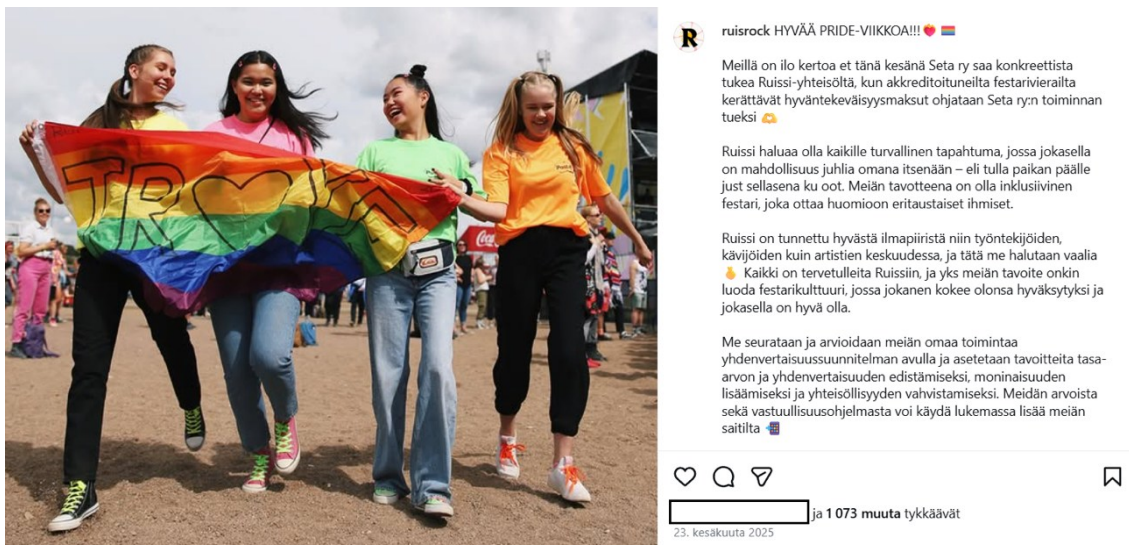 ruisrock HYVÄÄ PRIDE-VIIKKOA!!!❤️‍🔥 🏳️‍🌈
Meillä on ilo kertoa et tänä kesänä Seta ry saa konkreettista
tukea Ruissi-yhteisöltä, kun akkreditoituneilta festarivierailta
kerättävät hyväntekeväisyysmaksut ohjataan Seta ry:n toiminnan
tueksi 🫶
Ruissi haluaa olla kaikille turvallinen tapahtuma, jossa jokasella
on mahdollisuus juhlia omana itsenään – eli tulla paikan päälle
just sellasena ku oot. Meiän tavotteena on olla inklusiivinen
festari, joka ottaa huomioon eritaustaiset ihmiset.
Ruissi on tunnettu hyvästä ilmapiiristä niin työntekijöiden,
kävijöiden kuin artistien keskuudessa, ja tätä me halutaan vaalia
🫰 Kaikki on tervetulleita Ruissiin, ja yks meiän tavoite onkin
luoda festarikulttuuri, jossa jokanen kokee olonsa hyväksytyksi ja
jokasella on hyvä olla.
Me seurataan ja arvioidaan meiän omaa toimintaa
yhdenvertaisuussuunnitelman avulla ja asetetaan tavoitteita tasa-
arvon ja yhdenvertaisuuden edistämiseksi, moninaisuuden
lisäämiseksi ja yhteisöllisyyden vahvistamiseksi. Meidän arvoista
sekä vastuullisuusohjelmasta voi käydä lukemassa lisää meiän
saitilta 📲
ja 1 073 muuta tykkäävät
23. kesäkuuta 2025
R